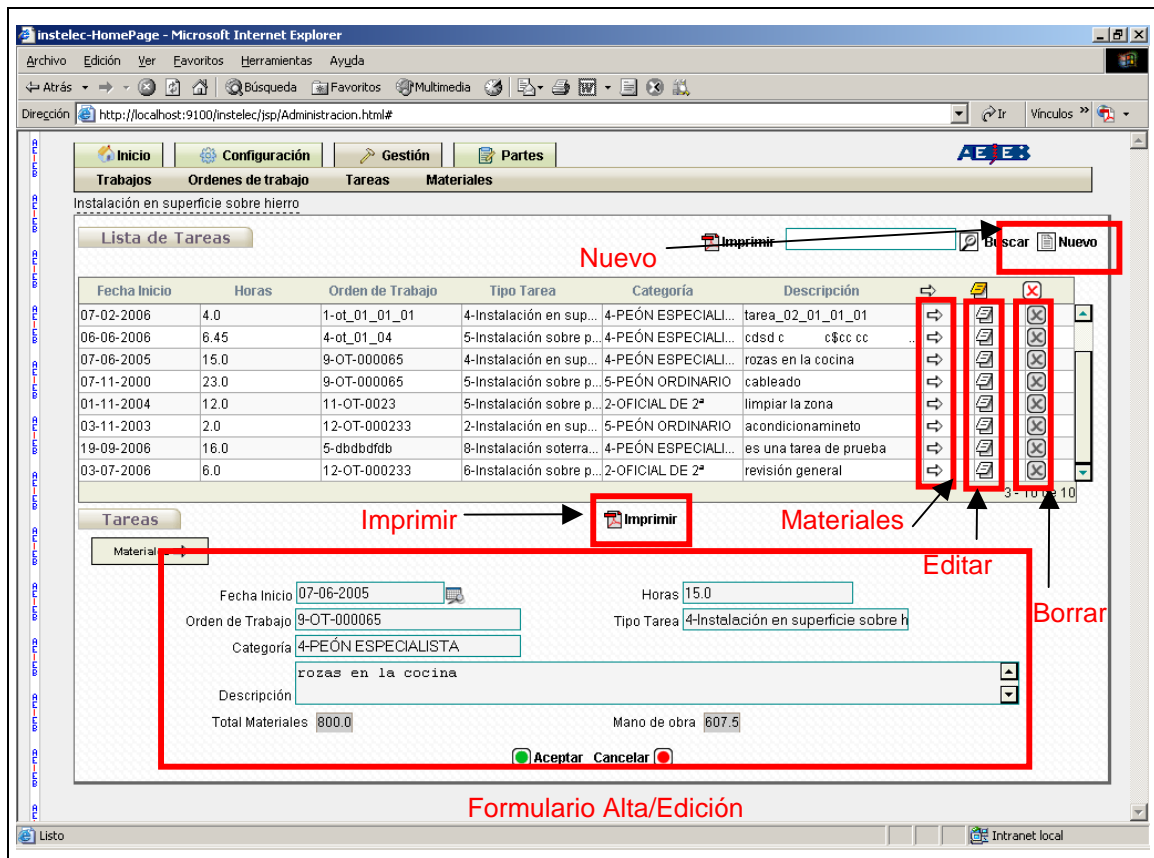 instelec-HomePage - Microsoft Internet Explorer
Archivo Edición Ver Favoritos Herramientas Ayuda
Atrás Búsqueda Favoritos Multimedia
Dirección http://localhost:9100/instelec/jsp/Administracion.html# Ir Vínculos »
Inicio Configuración Gestión Partes
Trabajos Ordenes de trabajo Tareas Materiales
Instalación en superficie sobre hierro
Lista de Tareas Imprimir Buscar Nuevo
Nuevo
Fecha Inicio Horas Orden de Trabajo Tipo Tarea Categoría Descripción
07-02-2006 4.0 1-ot_01_01_01 4-Instalación en sup... 4-PEÓN ESPECIALI... tarea_02_01_01_01
06-06-2006 6.45 4-ot_01_04 5-Instalación sobre p... 4-PEÓN ESPECIALI... cdsd c c$cc cc ...
07-06-2005 15.0 9-OT-000065 4-Instalación en sup... 4-PEÓN ESPECIALI... rozas en la cocina
07-11-2000 23.0 9-OT-000065 5-Instalación sobre p... 5-PEÓN ORDINARIO cableado
01-11-2004 12.0 11-OT-0023 5-Instalación sobre p... 2-OFICIAL DE 2ª limpiar la zona
03-11-2003 2.0 12-OT-000233 2-Instalación en sup... 5-PEÓN ORDINARIO acondicionamineto
19-09-2006 16.0 5-dbdbdfdb 8-Instalación soterra... 4-PEÓN ESPECIALI... es una tarea de prueba
03-07-2006 6.0 12-OT-000233 6-Instalación sobre p... 2-OFICIAL DE 2ª revisión general
3 - 10 de 10
Tareas Imprimir Imprimir Materiales
Materiales
Editar
Borrar
Fecha Inicio 07-06-2005 Horas 15.0
Orden de Trabajo 9-OT-000065 Tipo Tarea 4-Instalación en superficie sobre h
Categoría 4-PEÓN ESPECIALISTA
rozas en la cocina
Descripción
Total Materiales 800.0 Mano de obra 607.5
Aceptar Cancelar
Formulario Alta/Edición
Listo Intranet local